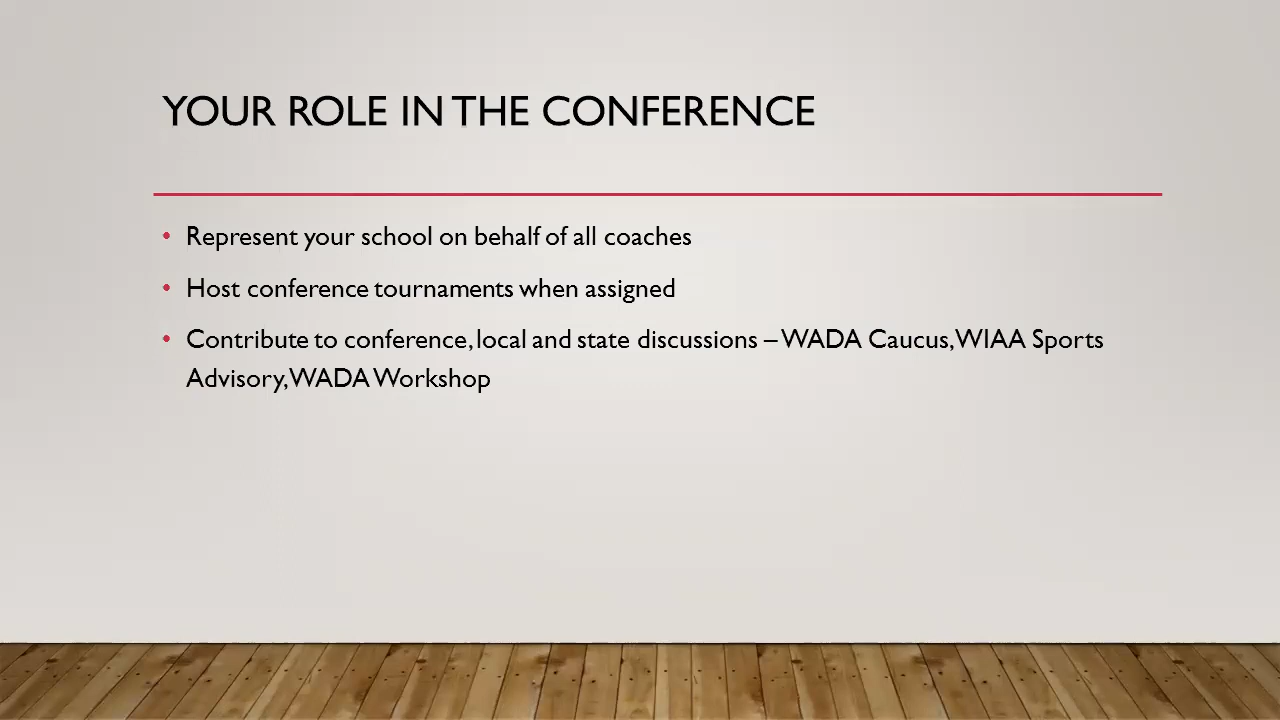 YOUR ROLE IN THE CONFERENCE
• Represent your school on behalf of all coaches
• Host conference tournaments when assigned
• Contribute to conference, local and state discussions – WADA Caucus, WIAA Sports
Advisory, WADA Workshop